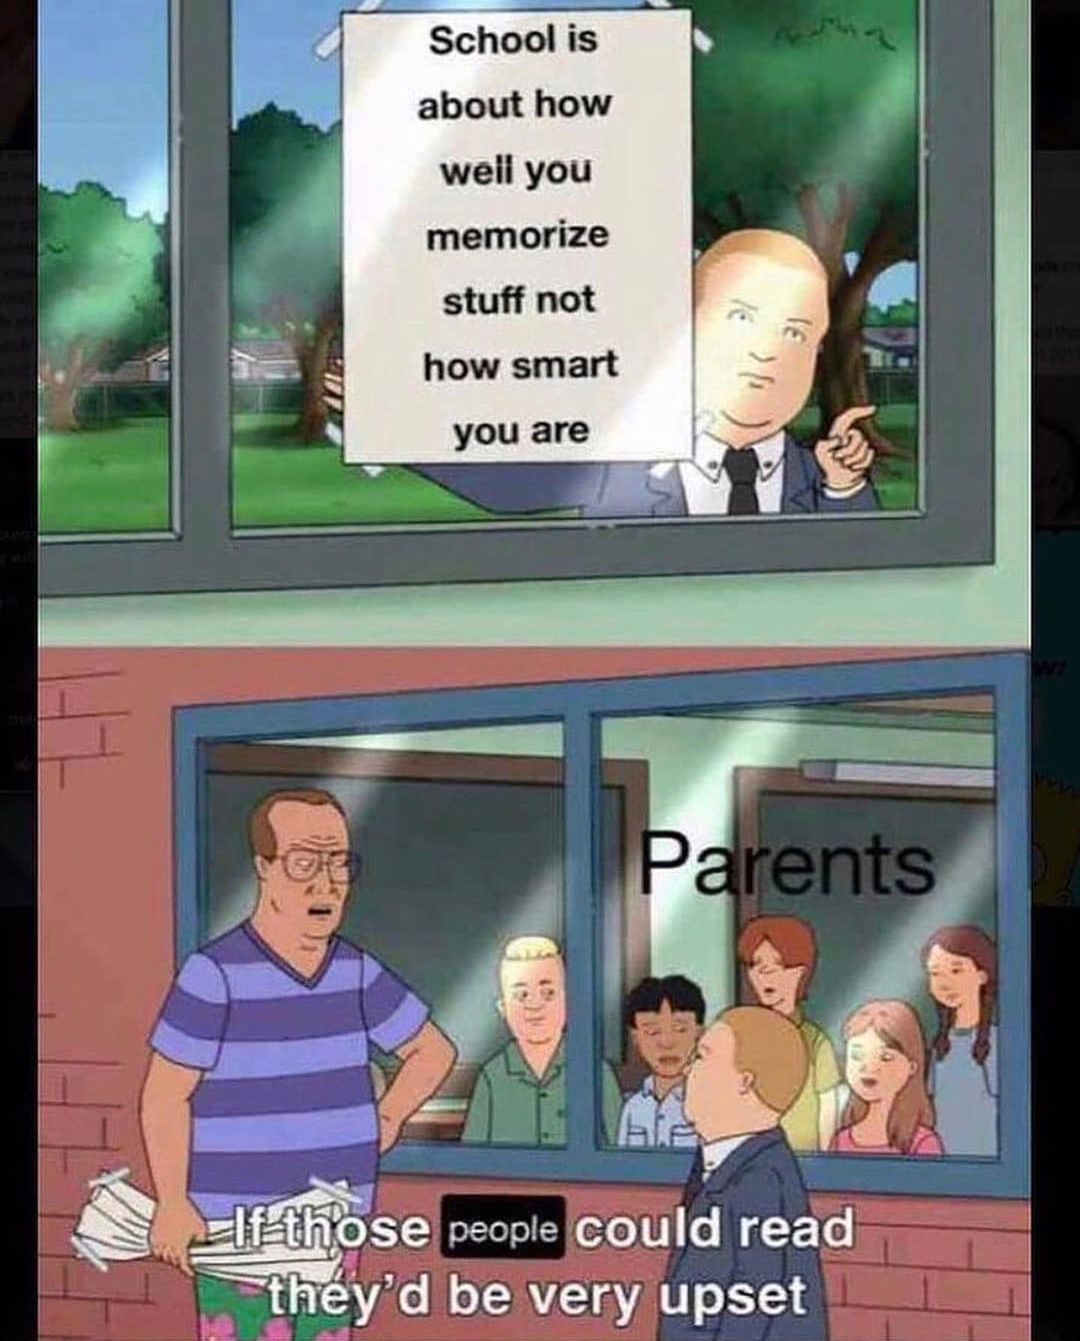 School is
about how
well you
memorize
stuff not
how smart
you are
Parents
If those people could read
they'd be very upset